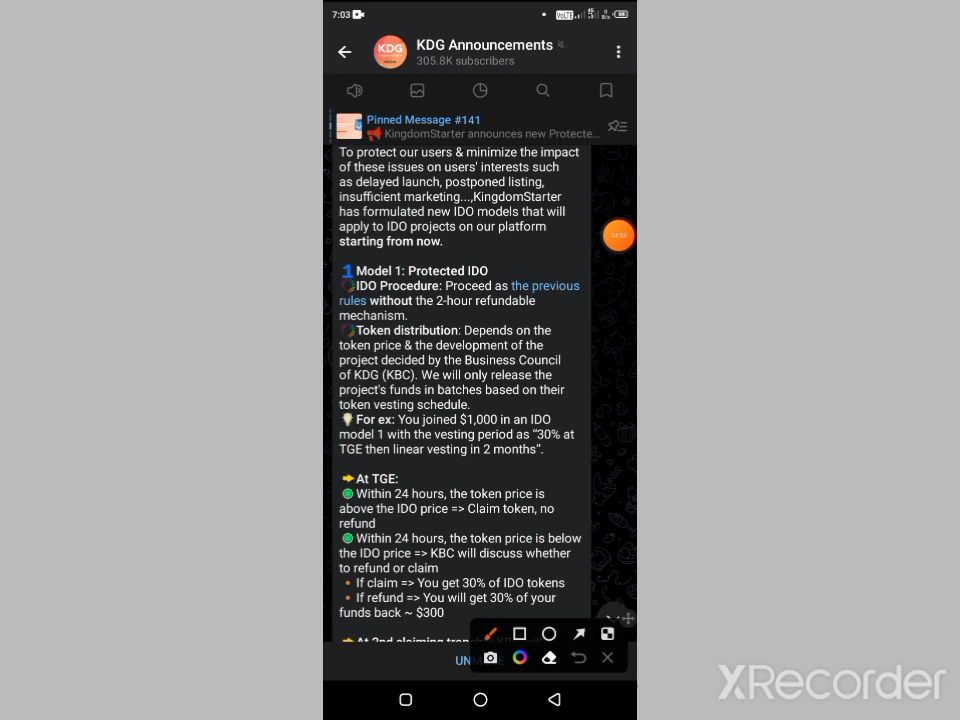 7:03
VoLTE
56
KDG
KDG Announcements
305.8K subscribers
Pinned Message #141
KingdomStarter announces new Protecte...
To protect our users & minimize the impact
of these issues on users' interests such
as delayed launch, postponed listing,
insufficient marketing...,KingdomStarter
has formulated new IDO models that will
apply to IDO projects on our platform
starting from now.
1 Model 1: Protected IDO
IDO Procedure: Proceed as the previous
rules without the 2-hour refundable
mechanism.
Token distribution: Depends on the
token price & the development of the
project decided by the Business Council
of KDG (KBC). We will only release the
project's funds in batches based on their
token vesting schedule.
For ex: You joined $1,000 in an IDO
model 1 with the vesting period as “30% at
TGE then linear vesting in 2 months”.
At TGE:
Within 24 hours, the token price is
above the IDO price => Claim token, no
refund
Within 24 hours, the token price is below
the IDO price => KBC will discuss whether
to refund or claim
If claim => You get 30% of IDO tokens
If refund => You will get 30% of your
funds back ~ $300
At 2nd claiming
UN
XRecorder